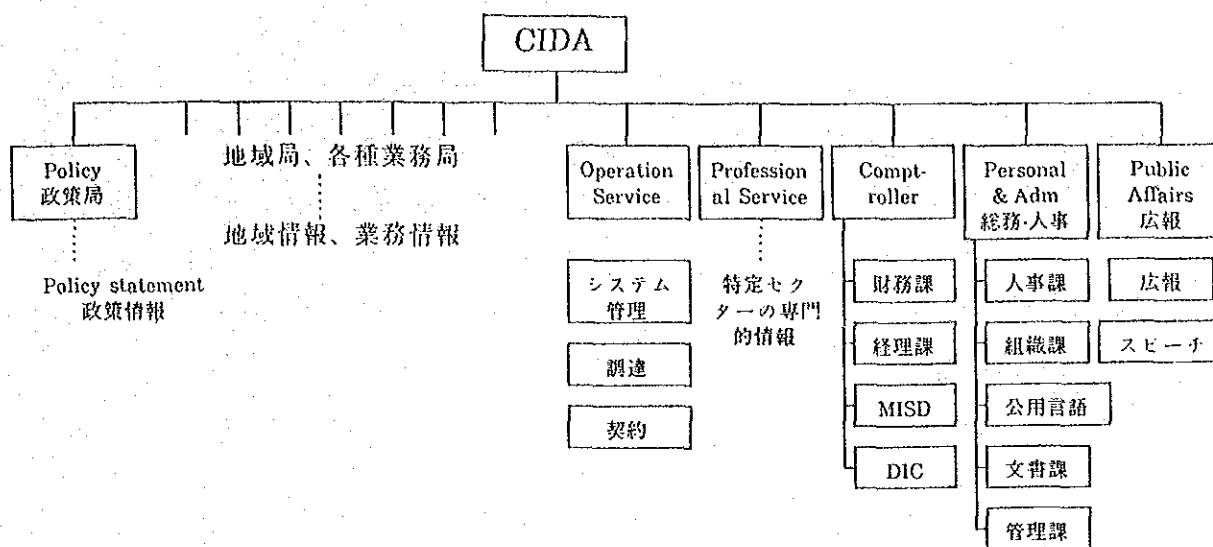 CIDA
Policy
政策局
Policy statement
政策情報
地域局、各種業務局
地域情報、業務情報
Operation
Service
システム
管理
調達
契約
Profession
al Service
特定セク
ターの専門
的情報
Compt-
roller
財務課
経理課
MISD
DIC
Personal
& Adm
総務・人事
人事課
組織課
公用言語
文書課
管理課
Public
Affairs
広報
広報
スピーチ